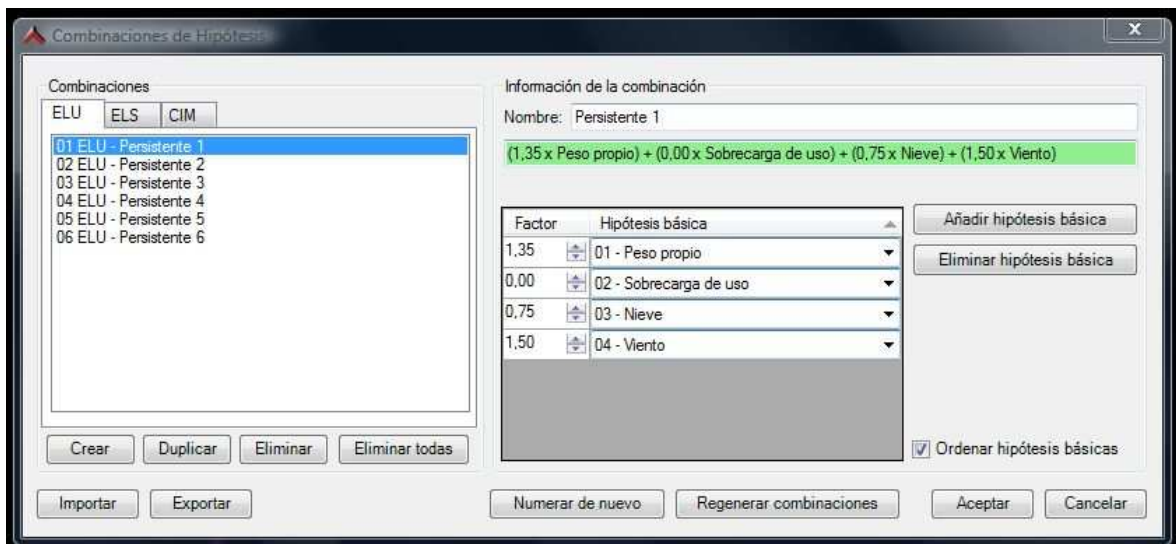 Combinaciones de Hipótesis
X
Combinaciones
ELU ELS CIM
01 ELU - Persistente 1
02 ELU - Persistente 2
03 ELU - Persistente 3
04 ELU - Persistente 4
05 ELU - Persistente 5
06 ELU - Persistente 6
Crear Duplicar Eliminar Eliminar todas
Información de la combinación
Nombre: Persistente 1
(1,35 x Peso propio) + (0,00 x Sobrecarga de uso) + (0,75 x Nieve) + (1,50 x Viento)
Factor Hipótesis básica
1,35 01 - Peso propio
0,00 02 - Sobrecarga de uso
0,75 03 - Nieve
1,50 04 - Viento
Añadir hipótesis básica
Eliminar hipótesis básica
Ordenar hipótesis básicas
Importar Exportar Numerar de nuevo Regenerar combinaciones Aceptar Cancelar